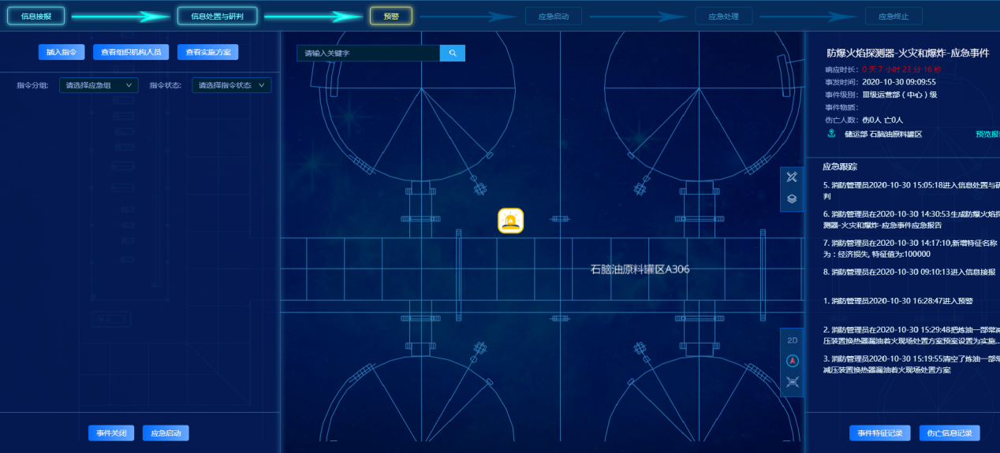 信息接报
信息处置与研判
预警
应急启动
应急处理
应急终止
插入指令
查看组织机构人员
查看实施方案
指令分组:
请选择应急组
指令状态:
请选择指令状态
请输入关键字
石脑油原料罐区A306
2D
事件关闭
应急启动
防爆火焰探测器-火灾和爆炸-应急事件
响应时长: 0 天 7 小时 23 分 16 秒
事发时间: 2020-10-30 09:09:55
事件级别: Ⅲ级运营部 ( 中心 ) 级
事件物质:
伤亡人数: 伤0人 亡0人
储运部 石脑油原料罐区
预览报
应急跟踪
5. 消防管理员2020-10-30 15:05:18进入信息处置与研
判
6. 消防管理员在2020-10-30 14:30:53生成防爆火焰探
测器-火灾和爆炸-应急事件应急报告
7. 消防管理员在2020-10-30 14:17:10,新增特征名称
为：经济损失, 特征值为:100000
8. 消防管理员在2020-10-30 09:10:13进入信息接报
1. 消防管理员2020-10-30 16:28:47进入预警
2. 消防管理员在2020-10-30 15:29:48把炼油一部常减
压装置换热器漏油着火现场处置方案预案设置为实施...
3. 消防管理员2020-10-30 15:19:55清空了炼油一部常
减压装置换热器漏油着火现场处置方案
事件特征记录
伤亡信息记录